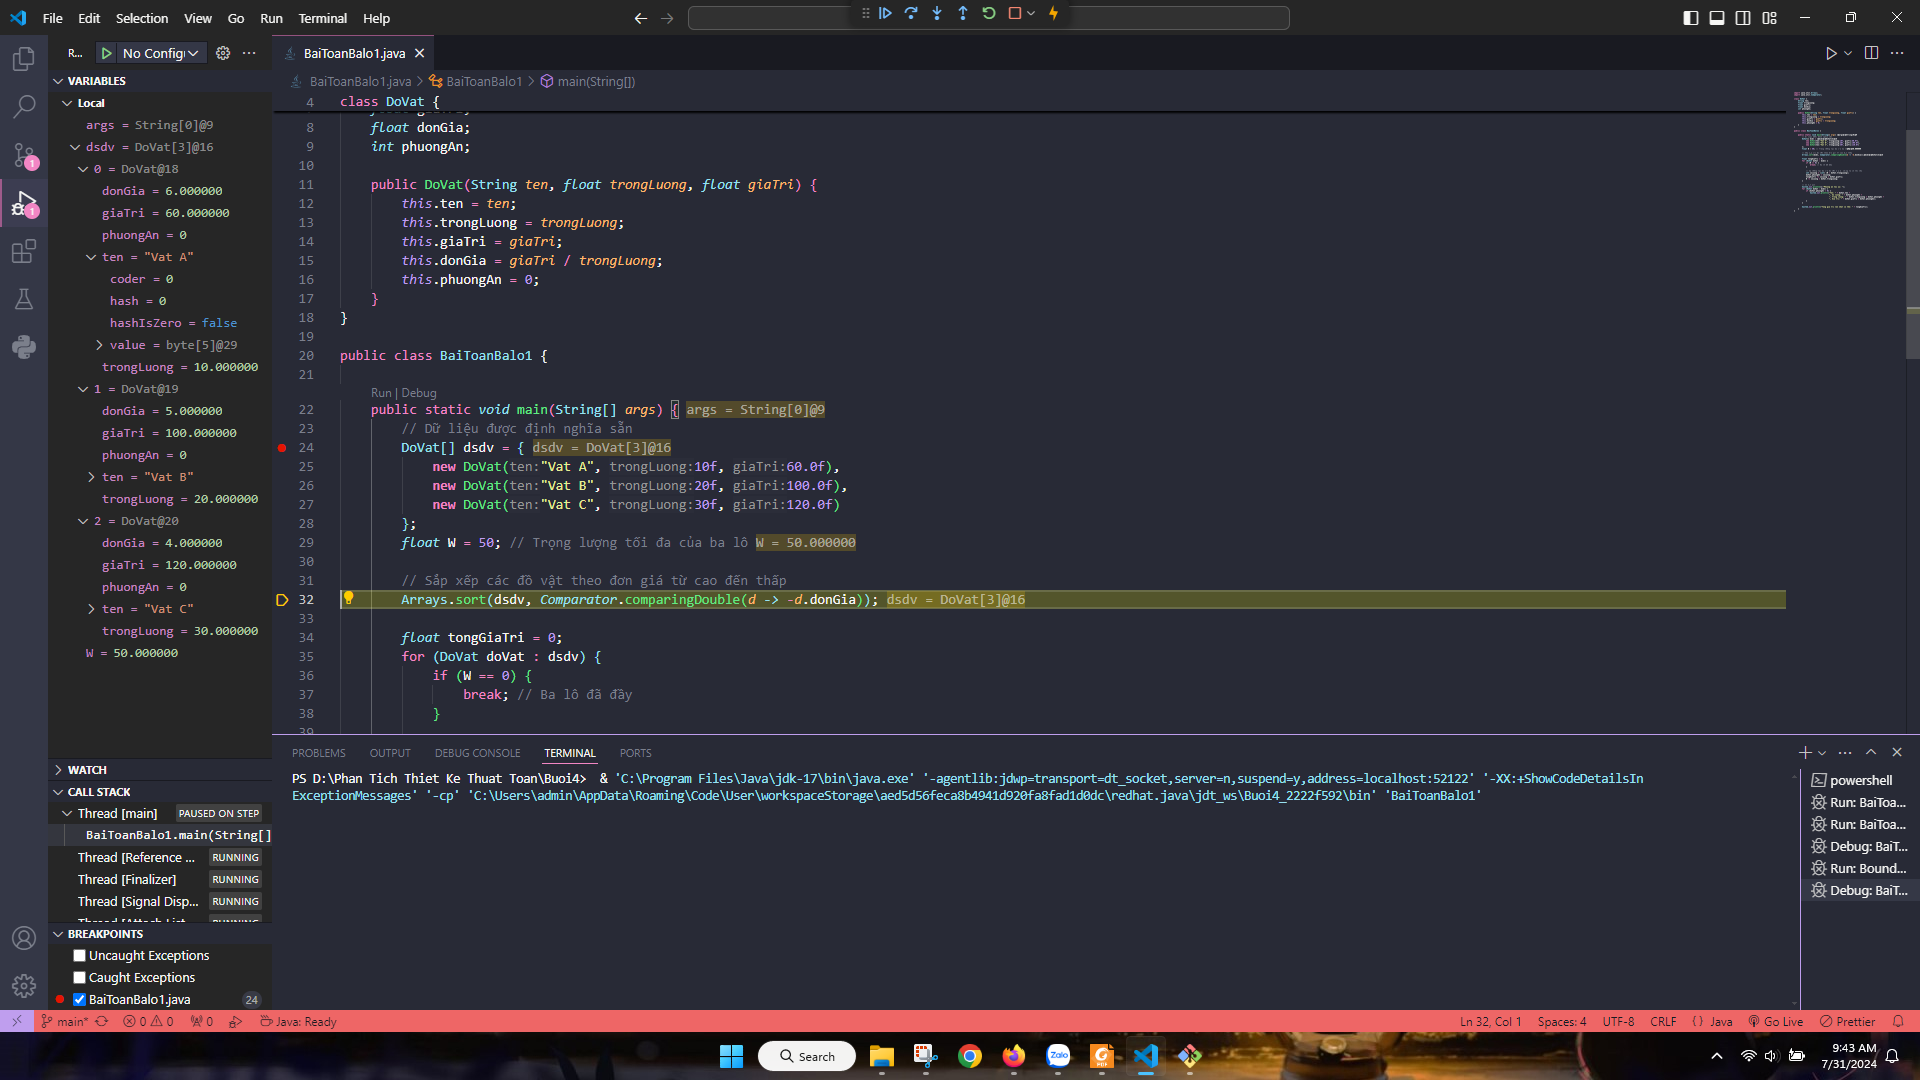 File Edit Selection View Go Run Terminal Help
R... No Config
BaiToanBalo1.java
BaiToanBalo1.java > BaiToanBalo1 > main(String[])
VARIABLES
Local
args = String[0]@9
dsdv = DoVat[3]@16
0 = DoVat@18
donGia = 6.000000
giaTri = 60.000000
phuongAn = 0
ten = "Vat A"
coder = 0
hash = 0
hashIsZero = false
value = byte[5]@29
trongLuong = 10.000000
1 = DoVat@19
donGia = 5.000000
giaTri = 100.000000
phuongAn = 0
ten = "Vat B"
trongLuong = 20.000000
2 = DoVat@20
donGia = 4.000000
giaTri = 120.000000
phuongAn = 0
ten = "Vat C"
trongLuong = 30.000000
W = 50.000000
WATCH
CALL STACK
Thread [main] PAUSED ON STEP
BaiToanBalo1.main(String[]
Thread [Reference ... RUNNING
Thread [Finalizer] RUNNING
Thread [Signal Disp... RUNNING
BREAKPOINTS
Uncaught Exceptions
Caught Exceptions
BaiToanBalo1.java 24
4 class DoVat {
8 float donGia;
9 int phuongAn;
10
11 public DoVat(String ten, float trongLuong, float giaTri) {
12 this.ten = ten;
13 this.trongLuong = trongLuong;
14 this.giaTri = giaTri;
15 this.donGia = giaTri / trongLuong;
16 this.phuongAn = 0;
17 }
18 }
19
20 public class BaiToanBalo1 {
21
Run | Debug
22 public static void main(String[] args) { args = String[0]@9
23 // Dữ liệu được định nghĩa sẵn
24 DoVat[] dsdv = { dsdv = DoVat[3]@16
25 new DoVat(ten:"Vat A", trongLuong:10f, giaTri:60.0f),
26 new DoVat(ten:"Vat B", trongLuong:20f, giaTri:100.0f),
27 new DoVat(ten:"Vat C", trongLuong:30f, giaTri:120.0f)
28 };
29 float W = 50; // Trọng lượng tối đa của ba lô W = 50.000000
30
31 // Sắp xếp các đồ vật theo đơn giá từ cao đến thấp
32 Arrays.sort(dsdv, Comparator.comparingDouble(d -> -d.donGia)); dsdv = DoVat[3]@16
33
34 float tongGiaTri = 0;
35 for (DoVat doVat : dsdv) {
36 if (W == 0) {
37 break; // Ba lô đã đầy
38 }
39
PROBLEMS OUTPUT DEBUG CONSOLE TERMINAL PORTS
PS D:\Phan Tich Thiet Ke Thuat Toan\Buoi4> & 'C:\Program Files\Java\jdk-17\bin\java.exe' '-agentlib:jdwp=transport=dt_socket,server=n,suspend=y,address=localhost:52122' '-XX:+ShowCodeDetailsIn
ExceptionMessages' '-cp' 'C:\Users\admin\AppData\Roaming\Code\User\workspaceStorage\aed5d56feca8b4941d920fa8fad1d0dc\redhat.java\jdt_ws\Buoi4_2222f592\bin' 'BaiToanBalo1'
powershell
Run: BaiToa...
Run: BaiToa...
Debug: BaiT...
Run: Bound...
Debug: BaiT...
main* 0 0 0 Java: Ready
Ln 32, Col 1 Spaces: 4 UTF-8 CRLF { } Java Go Live Prettier
Search
Zalo
9:43 AM
7/31/2024